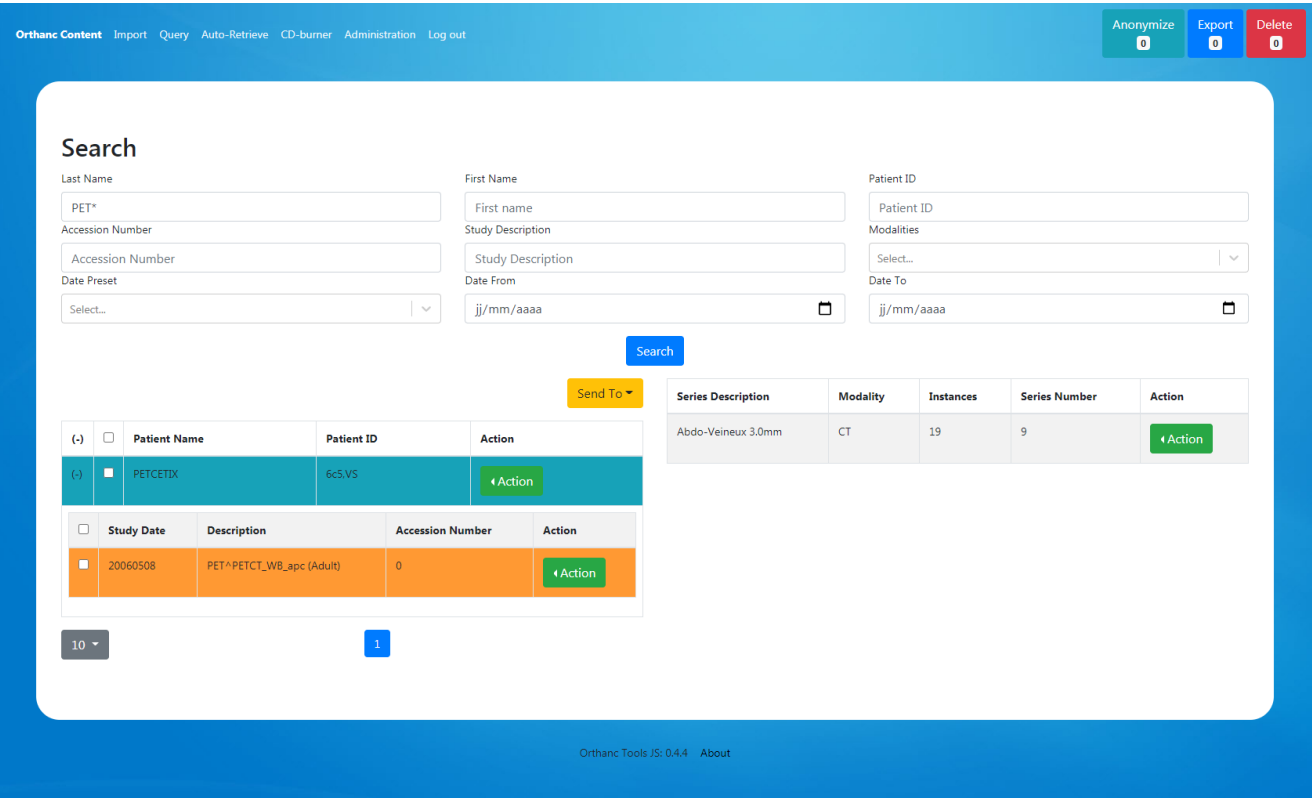 Orthanc Content Import Query Auto-Retrieve CD-burner Administration Log out
Anonymize 0
Export 0
Delete 0
Search
Last Name First Name Patient ID
PET* First name Patient ID
Accession Number Study Description Modalities
Accession Number Study Description Select...
Date Preset Date From Date To
Select... jj/mm/aaaa jj/mm/aaaa
Search
Send To
(-) Patient Name Patient ID Action
(-) PETCETIX 6c5,VS Action
Study Date Description Accession Number Action
20060508 PET^PETCT_WB_apc (Adult) 0 Action
10 1
Series Description Modality Instances Series Number Action
Abdo-Veineux 3.0mm CT 19 9 Action
Orthanc Tools JS: 0.4.4 About